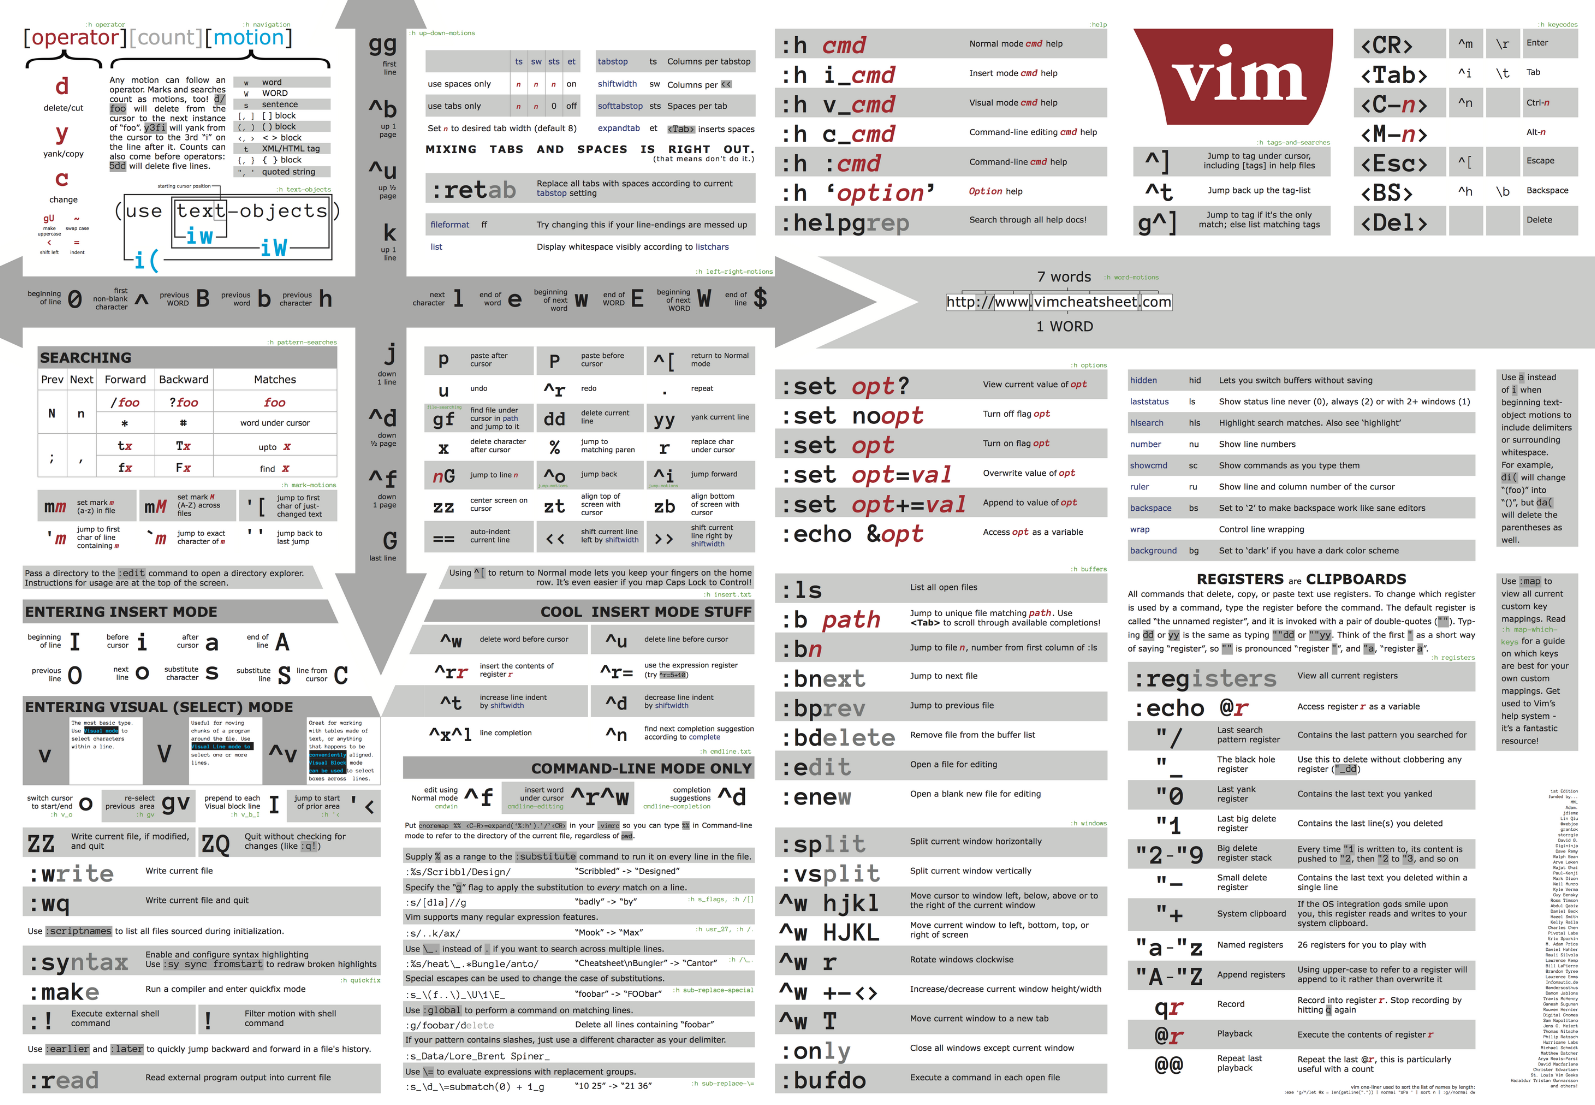 :h operator
:h navigation
[operator][count][motion]
d
delete/cut
y
yank/copy
c
change
gU
make uppercase
~
swap case
<
shift left
=
indent
Any motion can follow an
operator. Marks and searches
count as motions, too! d/
foo will delete from the
cursor to the next instance
of "foo". y3fi will yank from
the cursor to the 3rd "i" on
the line after it. Counts can
also come before operators:
5dd will delete five lines.
w word
W WORD
s sentence
[, ] [ ] block
(, ) ( ) block
<, > < > block
t XML/HTML tag
{, } { } block
", ' quoted string
starting cursor position
:h text-objects
(use text-objects)
iw
iW
i(
:h up-down-motions
gg
first line
^b
up 1 page
^u
up ½ page
k
up 1 line
ts sw sts et
use spaces only n n n on
use tabs only n n 0 off
Set n to desired tab width (default 8)
tabstop ts Columns per tabstop
shiftwidth sw Columns per <<
softtabstop sts Spaces per tab
expandtab et <Tab> inserts spaces
MIXING TABS AND SPACES IS RIGHT OUT.
(that means don't do it.)
:retab Replace all tabs with spaces according to current tabstop setting
fileformat ff Try changing this if your line-endings are messed up
list Display whitespace visibly according to listchars
:help
:h cmd Normal mode cmd help
:h i_cmd Insert mode cmd help
:h v_cmd Visual mode cmd help
:h c_cmd Command-line editing cmd help
:h :cmd Command-line cmd help
:h 'option' Option help
:helpgrep Search through all help docs!
vim
:h tags-and-searches
^] Jump to tag under cursor, including [tags] in help files
^t Jump back up the tag-list
g^] Jump to tag if it's the only match; else list matching tags
:h keycodes
<CR> ^m \r Enter
<Tab> ^i \t Tab
<C-n> ^n Ctrl-n
<M-n> Alt-n
<Esc> ^[ Escape
<BS> ^h \b Backspace
<Del> Delete
:h left-right-motions
beginning of line 0
first non-blank character ^
previous WORD B
previous word b
previous character h
next character l
end of word e
beginning of next word w
end of WORD E
beginning of next WORD W
end of line $
7 words
:h word-motions
http://www.vimcheatsheet.com
1 WORD
:h pattern-searches
SEARCHING
Prev Next Forward Backward Matches
N n /foo ?foo foo
* # word under cursor
; , tx Tx upto x
fx Fx find x
:h mark-motions
mm set mark m (a-z) in file
mM set mark M (A-Z) across files
'[ jump to first char of just-changed text
'm jump to first char of line containing m
`m jump to exact character of m
'' jump back to last jump
j
down 1 line
^d
down ½ page
^f
down 1 page
G
last line
p paste after cursor
P paste before cursor
^[ return to Normal mode
u undo
^r redo
. repeat
gf find file under cursor in path and jump to it
dd delete current line
yy yank current line
x delete character after cursor
% jump to matching paren
r replace char under cursor
nG jump to line n
^o jump back
^i jump forward
zz center screen on cursor
zt align top of screen with cursor
zb align bottom of screen with cursor
== auto-indent current line
<< shift current line left by shiftwidth
>> shift current line right by shiftwidth
:h options
:set opt? View current value of opt
:set noopt Turn off flag opt
:set opt Turn on flag opt
:set opt=val Overwrite value of opt
:set opt+=val Append to value of opt
:echo &opt Access opt as a variable
hidden hid Lets you switch buffers without saving
laststatus ls Show status line never (0), always (2) or with 2+ windows (1)
hlsearch hls Highlight search matches. Also see 'highlight'
number nu Show line numbers
showcmd sc Show commands as you type them
ruler ru Show line and column number of the cursor
backspace bs Set to '2' to make backspace work like sane editors
wrap Control line wrapping
background bg Set to 'dark' if you have a dark color scheme
Use a instead
of i when
beginning text-
object motions to
include delimiters
or surrounding
whitespace.
For example,
di( will change
"(foo)" into
"()", but da(
will delete the
parentheses as
well.
Pass a directory to the :edit command to open a directory explorer.
Instructions for usage are at the top of the screen.
Using ^[ to return to Normal mode lets you keep your fingers on the home
row. It's even easier if you map Caps Lock to Control!
ENTERING INSERT MODE
beginning of line I
before cursor i
after cursor a
end of line A
previous line O
next line o
substitute character s
substitute line S
line from cursor C
:h insert.txt
COOL INSERT MODE STUFF
^w delete word before cursor
^u delete line before cursor
^rr insert the contents of register r
^r= use the expression register (try ^r=5+10)
^t increase line indent by shiftwidth
^d decrease line indent by shiftwidth
^x^l line completion
^n find next completion suggestion according to complete
ENTERING VISUAL (SELECT) MODE
v
The most basic type.
Use Visual mode to
select characters
within a line.
V
Useful for moving
chunks of a program
around the file. Use
Visual Line mode to
select one or more
lines.
^v
Great for working
with tables made of
text, or anything
that happens to be
conveniently aligned.
Visual Block mode
can be used to select
boxes across lines.
switch cursor to start/end o
:h v_o
re-select previous area gv
:h gv
prepend to each Visual block line I
:h v_b_I
jump to start of prior area '<
:h '<
:h cmdline.txt
COMMAND-LINE MODE ONLY
edit using Normal mode ^f
cmdwin
insert word under cursor ^r^w
cmdline-editing
completion suggestions ^d
cmdline-completion
Put cnoremap %% <C-R>=expand('%:h').'/'<CR> in your .vimrc so you can type %% in Command-line
mode to refer to the directory of the current file, regardless of pwd.
Supply % as a range to the :substitute command to run it on every line in the file.
:%s/Scribbl/Design/ "Scribbled" -> "Designed"
Specify the "g" flag to apply the substitution to every match on a line.
:s/[dla]//g "badly" -> "by" :h s_flags, :h /[]
Vim supports many regular expression features.
:s/..k/ax/ "Mook" -> "Max" :h usr_27, :h /.
Use \_. instead of . if you want to search across multiple lines.
:%s/heat\_.*Bungle/anto/ "Cheatsheet\nBungler" -> "Cantor" :h /\_.
Special escapes can be used to change the case of substitutions.
:s_\(f..\)_\U\1\E_ "foobar" -> "FOObar" :h sub-replace-special
Use :global to perform a command on matching lines.
:g/foobar/delete Delete all lines containing "foobar"
If your pattern contains slashes, just use a different character as your delimiter.
:s_Data/Lore_Brent Spiner_
Use \= to evaluate expressions with replacement groups.
:s_\d_\=submatch(0) + 1_g "10 25" -> "21 36" :h sub-replace-\=
ZZ Write current file, if modified, and quit
ZQ Quit without checking for changes (like :q!)
:write Write current file
:wq Write current file and quit
Use :scriptnames to list all files sourced during initialization.
:syntax Enable and configure syntax highlighting
Use :sy sync fromstart to redraw broken highlights
:h quickfix
:make Run a compiler and enter quickfix mode
:! Execute external shell command
! Filter motion with shell command
Use :earlier and :later to quickly jump backward and forward in a file's history.
:read Read external program output into current file
:h buffers
:ls List all open files
:b path Jump to unique file matching path. Use <Tab> to scroll through available completions!
:bn Jump to file n, number from first column of :ls
:bnext Jump to next file
:bprev Jump to previous file
:bdelete Remove file from the buffer list
:edit Open a file for editing
:enew Open a blank new file for editing
:h windows
:split Split current window horizontally
:vsplit Split current window vertically
^w hjkl Move cursor to window left, below, above or to the right of the current window
^w HJKL Move current window to left, bottom, top, or right of screen
^w r Rotate windows clockwise
^w +-<> Increase/decrease current window height/width
^w T Move current window to a new tab
:only Close all windows except current window
:bufdo Execute a command in each open file
REGISTERS are CLIPBOARDS
All commands that delete, copy, or paste text use registers. To change which register
is used by a command, type the register before the command. The default register is
called "the unnamed register", and it is invoked with a pair of double-quotes (""). Typ-
ing dd or yy is the same as typing ""dd or ""yy. Think of the first " as a short way
of saying "register", so "" is pronounced "register "", and "a, "register a".
:h registers
:registers View all current registers
:echo @r Access register r as a variable
"/ Last search pattern register Contains the last pattern you searched for
"_ The black hole register Use this to delete without clobbering any register ("_dd)
"0 Last yank register Contains the last text you yanked
"1 Last big delete register Contains the last line(s) you deleted
"2-"9 Big delete register stack Every time "1 is written to, its content is pushed to "2, then "2 to "3, and so on
"- Small delete register Contains the last text you deleted within a single line
"+ System clipboard If the OS integration gods smile upon you, this register reads and writes to your system clipboard.
"a-"z Named registers 26 registers for you to play with
"A-"Z Append registers Using upper-case to refer to a register will append to it rather than overwrite it
qr Record Record into register r. Stop recording by hitting q again
@r Playback Execute the contents of register r
@@ Repeat last playback Repeat the last @r, this is particularly useful with a count
Use :map to
view all current
custom key
mappings. Read
:h map-which-
keys for a guide
on which keys
are best for your
own custom
mappings. Get
used to Vim's
help system -
it's a fantastic
resource!
1st Edition
funded by...
and others!
vim one-liner used to sort the list of names by length: